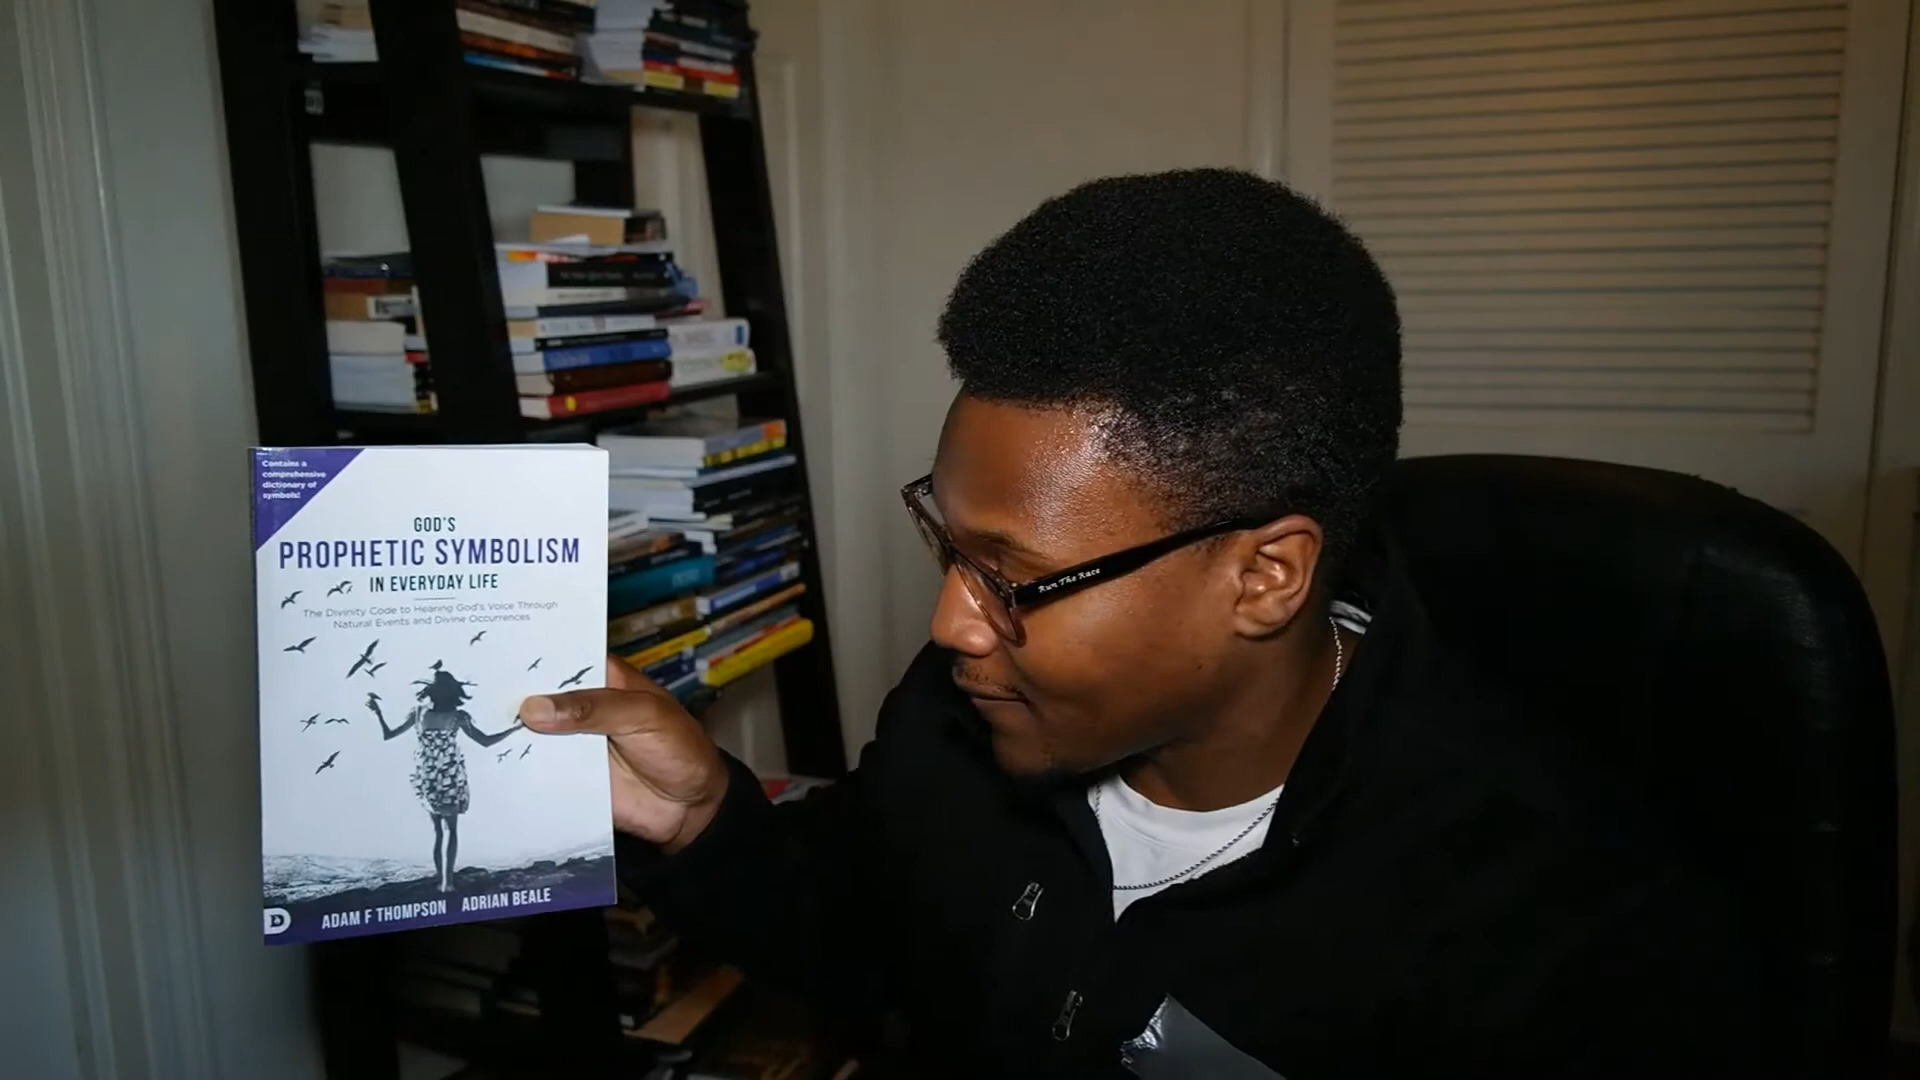 Contains a
comprehensive
dictionary of
symbols!
GOD'S
PROPHETIC SYMBOLISM
IN EVERYDAY LIFE
The Divinity Code to Hearing God's Voice Through
Natural Events and Divine Occurrences
ADAM F THOMPSON ADRIAN BEALE
Run The Race